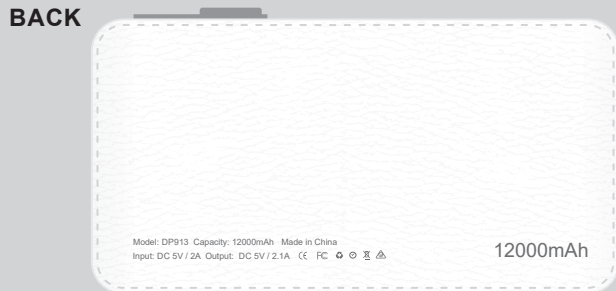 BACK
Model: DP913 Capacity: 12000mAh Made in China
Input: DC 5V / 2A Output: DC 5V / 2.1A CE FC
12000mAh